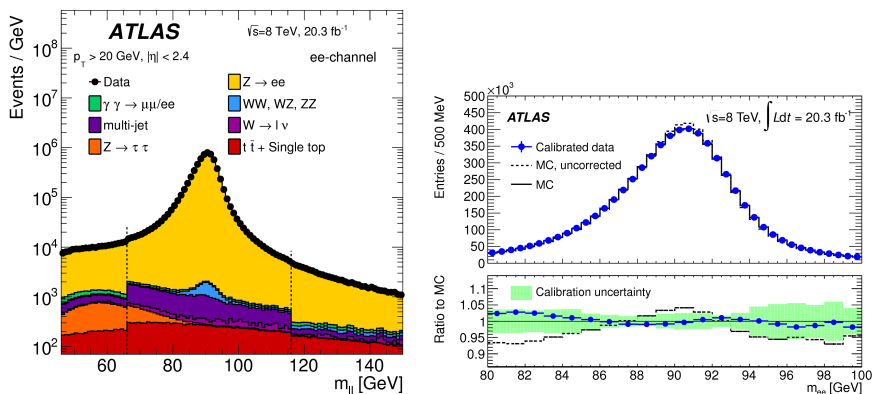 ATLAS
√s=8 TeV, 20.3 fb⁻¹
p_T > 20 GeV, |η| < 2.4
ee-channel
Data
Z → ee
γ γ → μμ/ee
WW, WZ, ZZ
multi-jet
W → l ν
Z → τ τ
t t̄ + Single top
Events / GeV
10⁸
10⁷
10⁶
10⁵
10⁴
10³
10²
60 80 100 120 140
m_ll [GeV]
×10³
ATLAS
√s=8 TeV, ∫ Ldt = 20.3 fb⁻¹
Calibrated data
MC, uncorrected
MC
Entries / 500 MeV
500
450
400
350
300
250
200
150
100
50
0
Calibration uncertainty
Ratio to MC
1.1
1.05
1
0.95
0.9
80 82 84 86 88 90 92 94 96 98 100
m_ee [GeV]